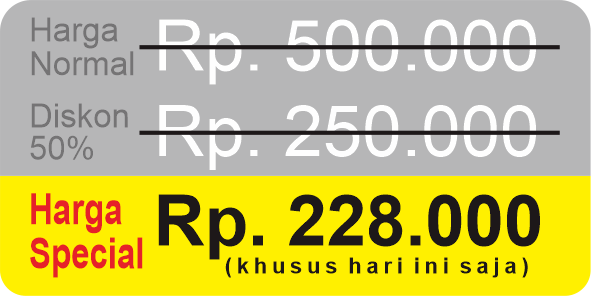 Harga
Normal
Rp. 500.000
Diskon
50%
Rp. 250.000
Harga
Special
Rp. 228.000
(khusus hari ini saja)